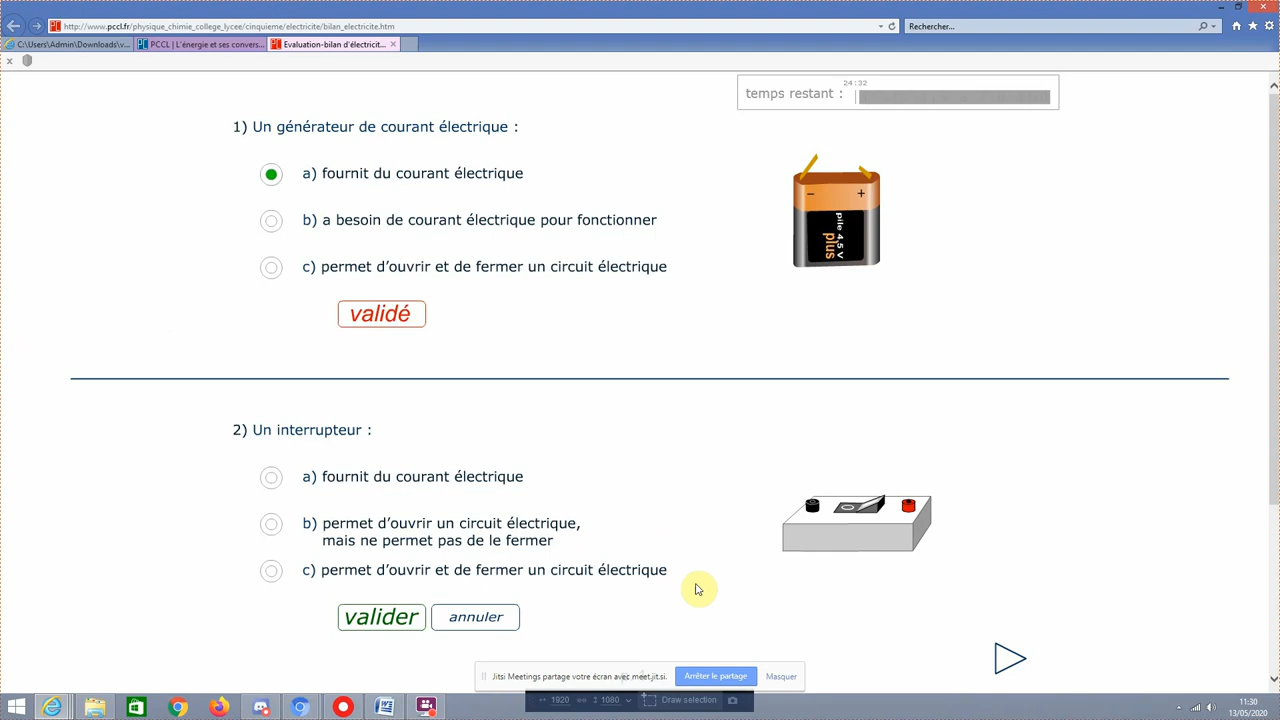 http://www.pccl.fr/physique_chimie_college_lycee/cinquieme/electricite/bilan_electricite.htm
Rechercher...
C:\Users\Admin\Downloads\v...
PCCL | L'énergie et ses convers...
Evaluation-bilan d'électricit...
temps restant :
24:32
1) Un générateur de courant électrique :
a) fournit du courant électrique
b) a besoin de courant électrique pour fonctionner
c) permet d'ouvrir et de fermer un circuit électrique
validé
− +
pile 4,5 V
plus
2) Un interrupteur :
a) fournit du courant électrique
b) permet d'ouvrir un circuit électrique,
mais ne permet pas de le fermer
c) permet d'ouvrir et de fermer un circuit électrique
valider
annuler
Jitsi Meetings partage votre écran avec meet.jit.si.
Arrêter le partage
Masquer
1920
1080
Draw selection
11:30
13/05/2020